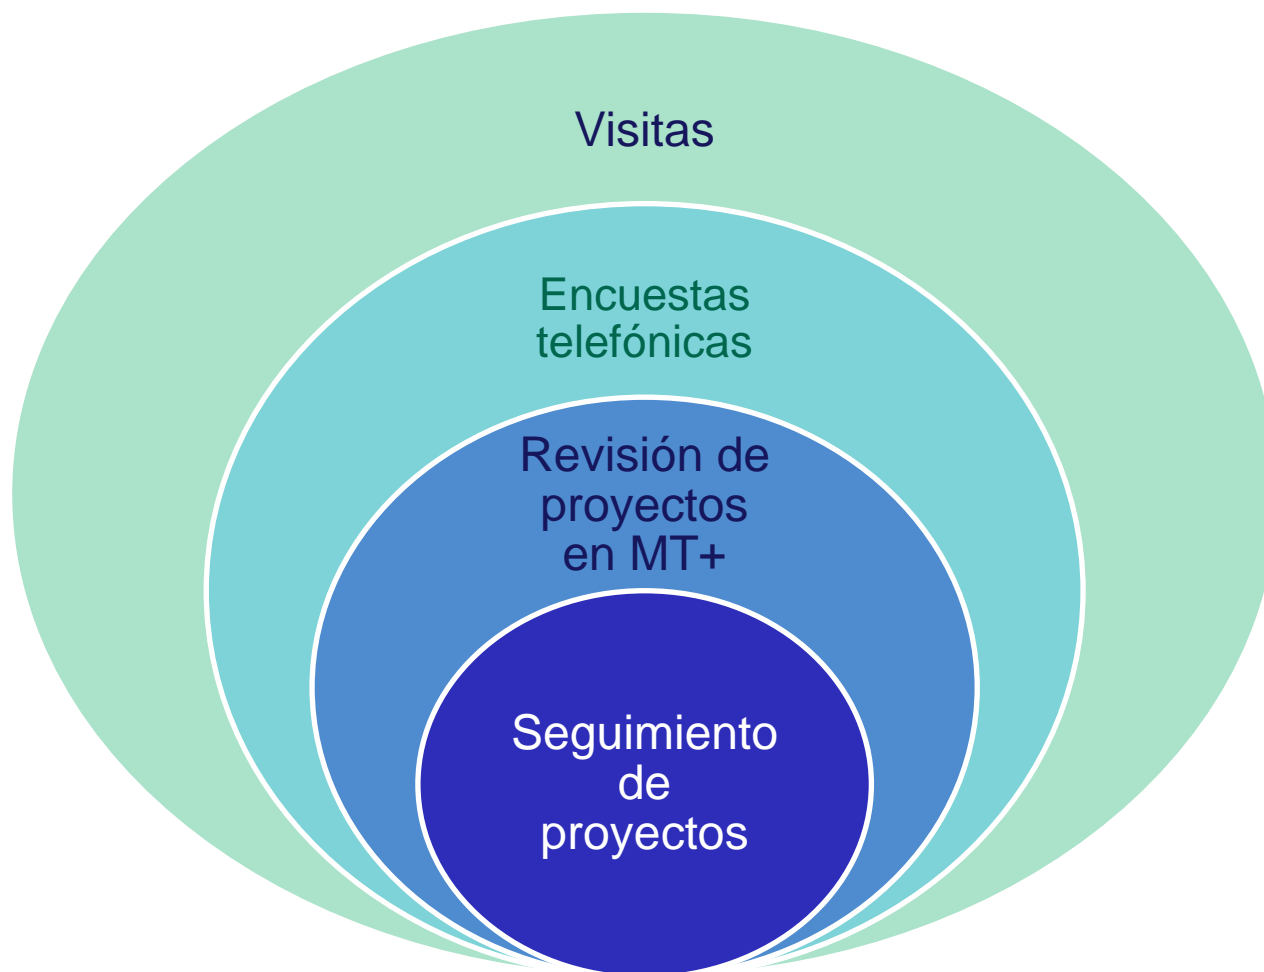 Visitas
Encuestas
telefónicas
Revisión de
proyectos
en MT+
Seguimiento
de
proyectos